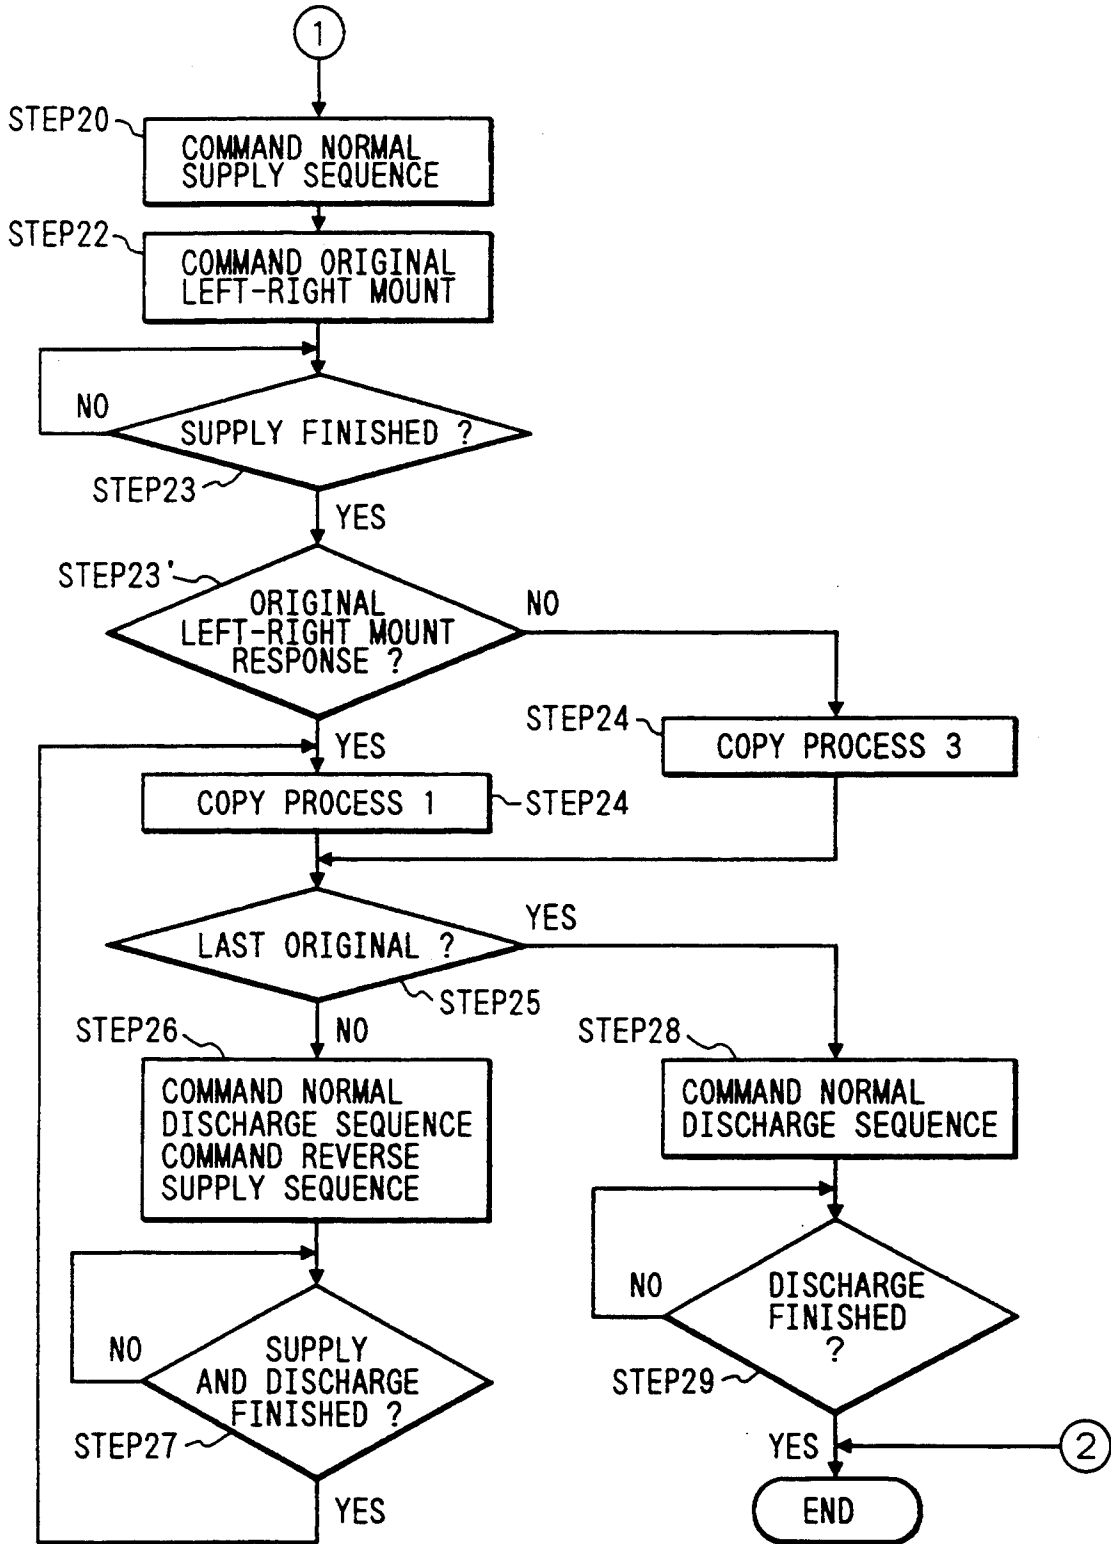 1
STEP20
COMMAND NORMAL
SUPPLY SEQUENCE
STEP22
COMMAND ORIGINAL
LEFT-RIGHT MOUNT
NO
SUPPLY FINISHED ?
STEP23
YES
STEP23'
ORIGINAL
LEFT-RIGHT MOUNT
RESPONSE ?
NO
STEP24
COPY PROCESS 3
YES
COPY PROCESS 1
STEP24
LAST ORIGINAL ?
YES
STEP25
NO
STEP26
COMMAND NORMAL
DISCHARGE SEQUENCE
COMMAND REVERSE
SUPPLY SEQUENCE
STEP28
COMMAND NORMAL
DISCHARGE SEQUENCE
NO
SUPPLY
AND DISCHARGE
FINISHED ?
STEP27
YES
NO
DISCHARGE
FINISHED
?
STEP29
YES
2
END